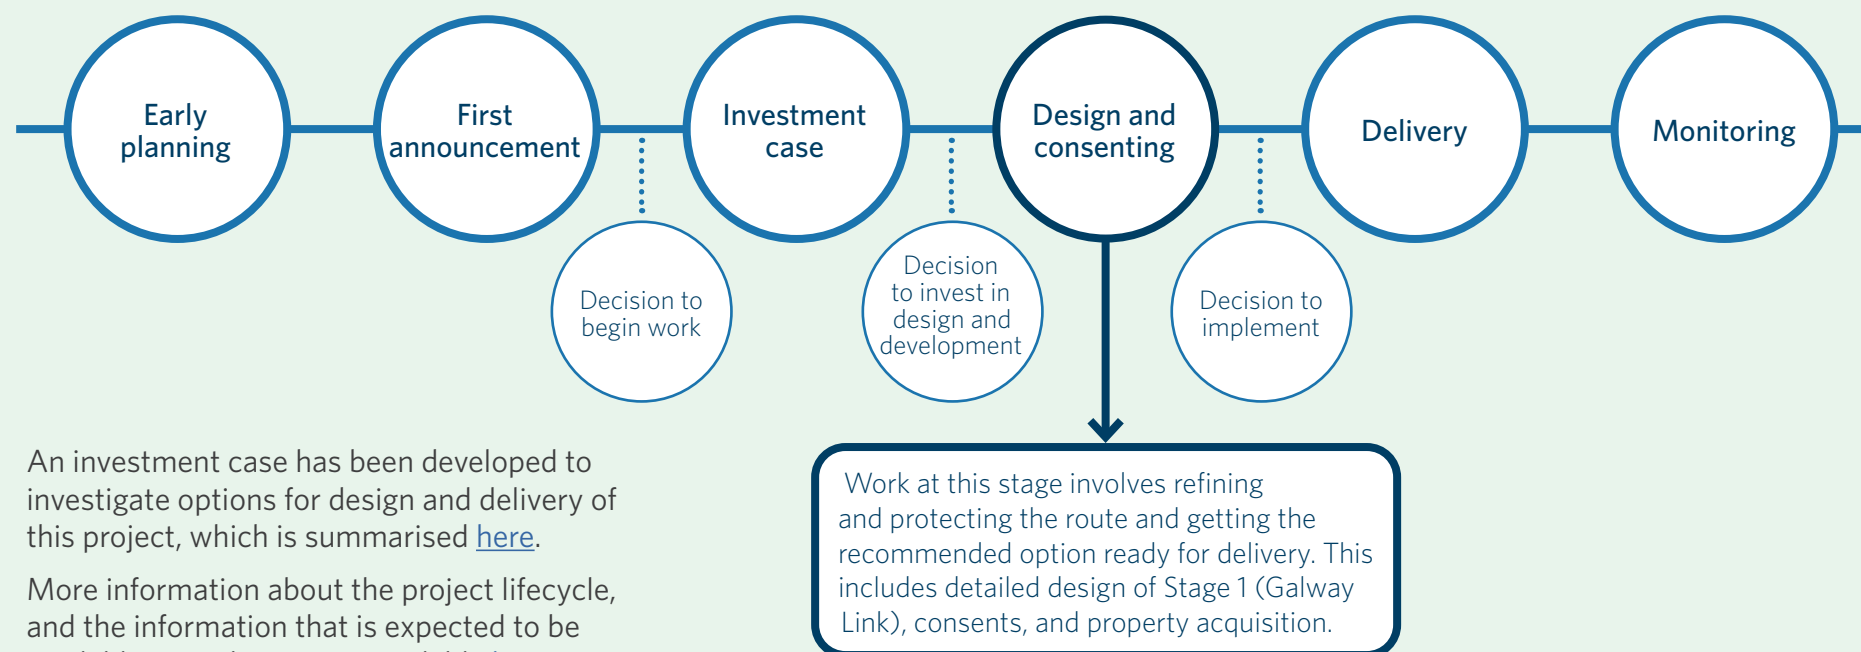 Early
planning
First
announcement
Investment
case
Design and
consenting
Delivery
Monitoring
Decision to
begin work
Decision
to invest in
design and
development
Decision to
implement
An investment case has been developed to
investigate options for design and delivery of
this project, which is summarised here.
More information about the project lifecycle,
and the information that is expected to be
Work at this stage involves refining
and protecting the route and getting the
recommended option ready for delivery. This
includes detailed design of Stage 1 (Galway
Link), consents, and property acquisition.